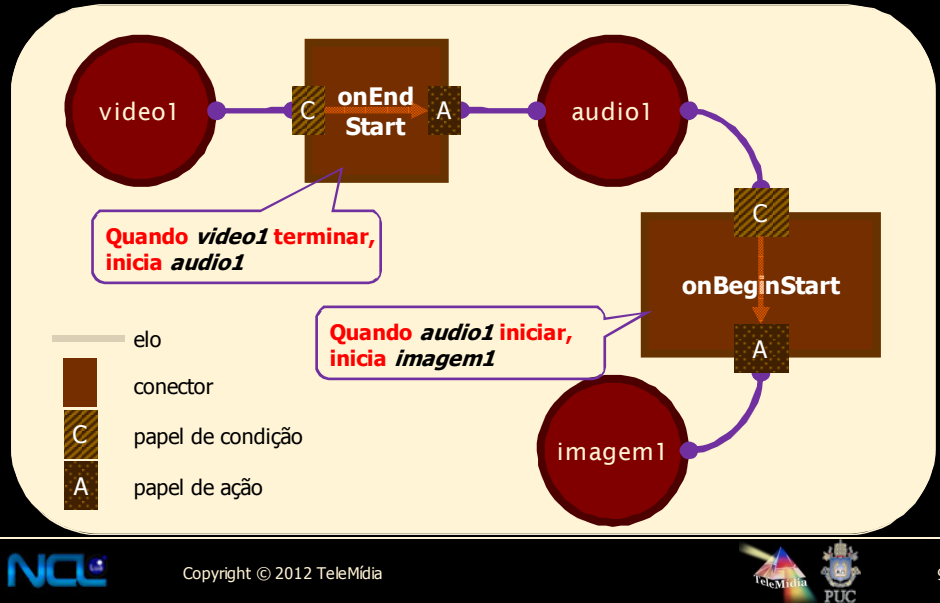 video1
C
onEnd
Start
A
audio1
Quando video1 terminar,
inicia audio1
C
onBeginStart
A
Quando audio1 iniciar,
inicia imagem1
imagem1
elo
conector
C
papel de condição
A
papel de ação
NCL
Copyright © 2012 TeleMídia
TeleMídia
PUC
9